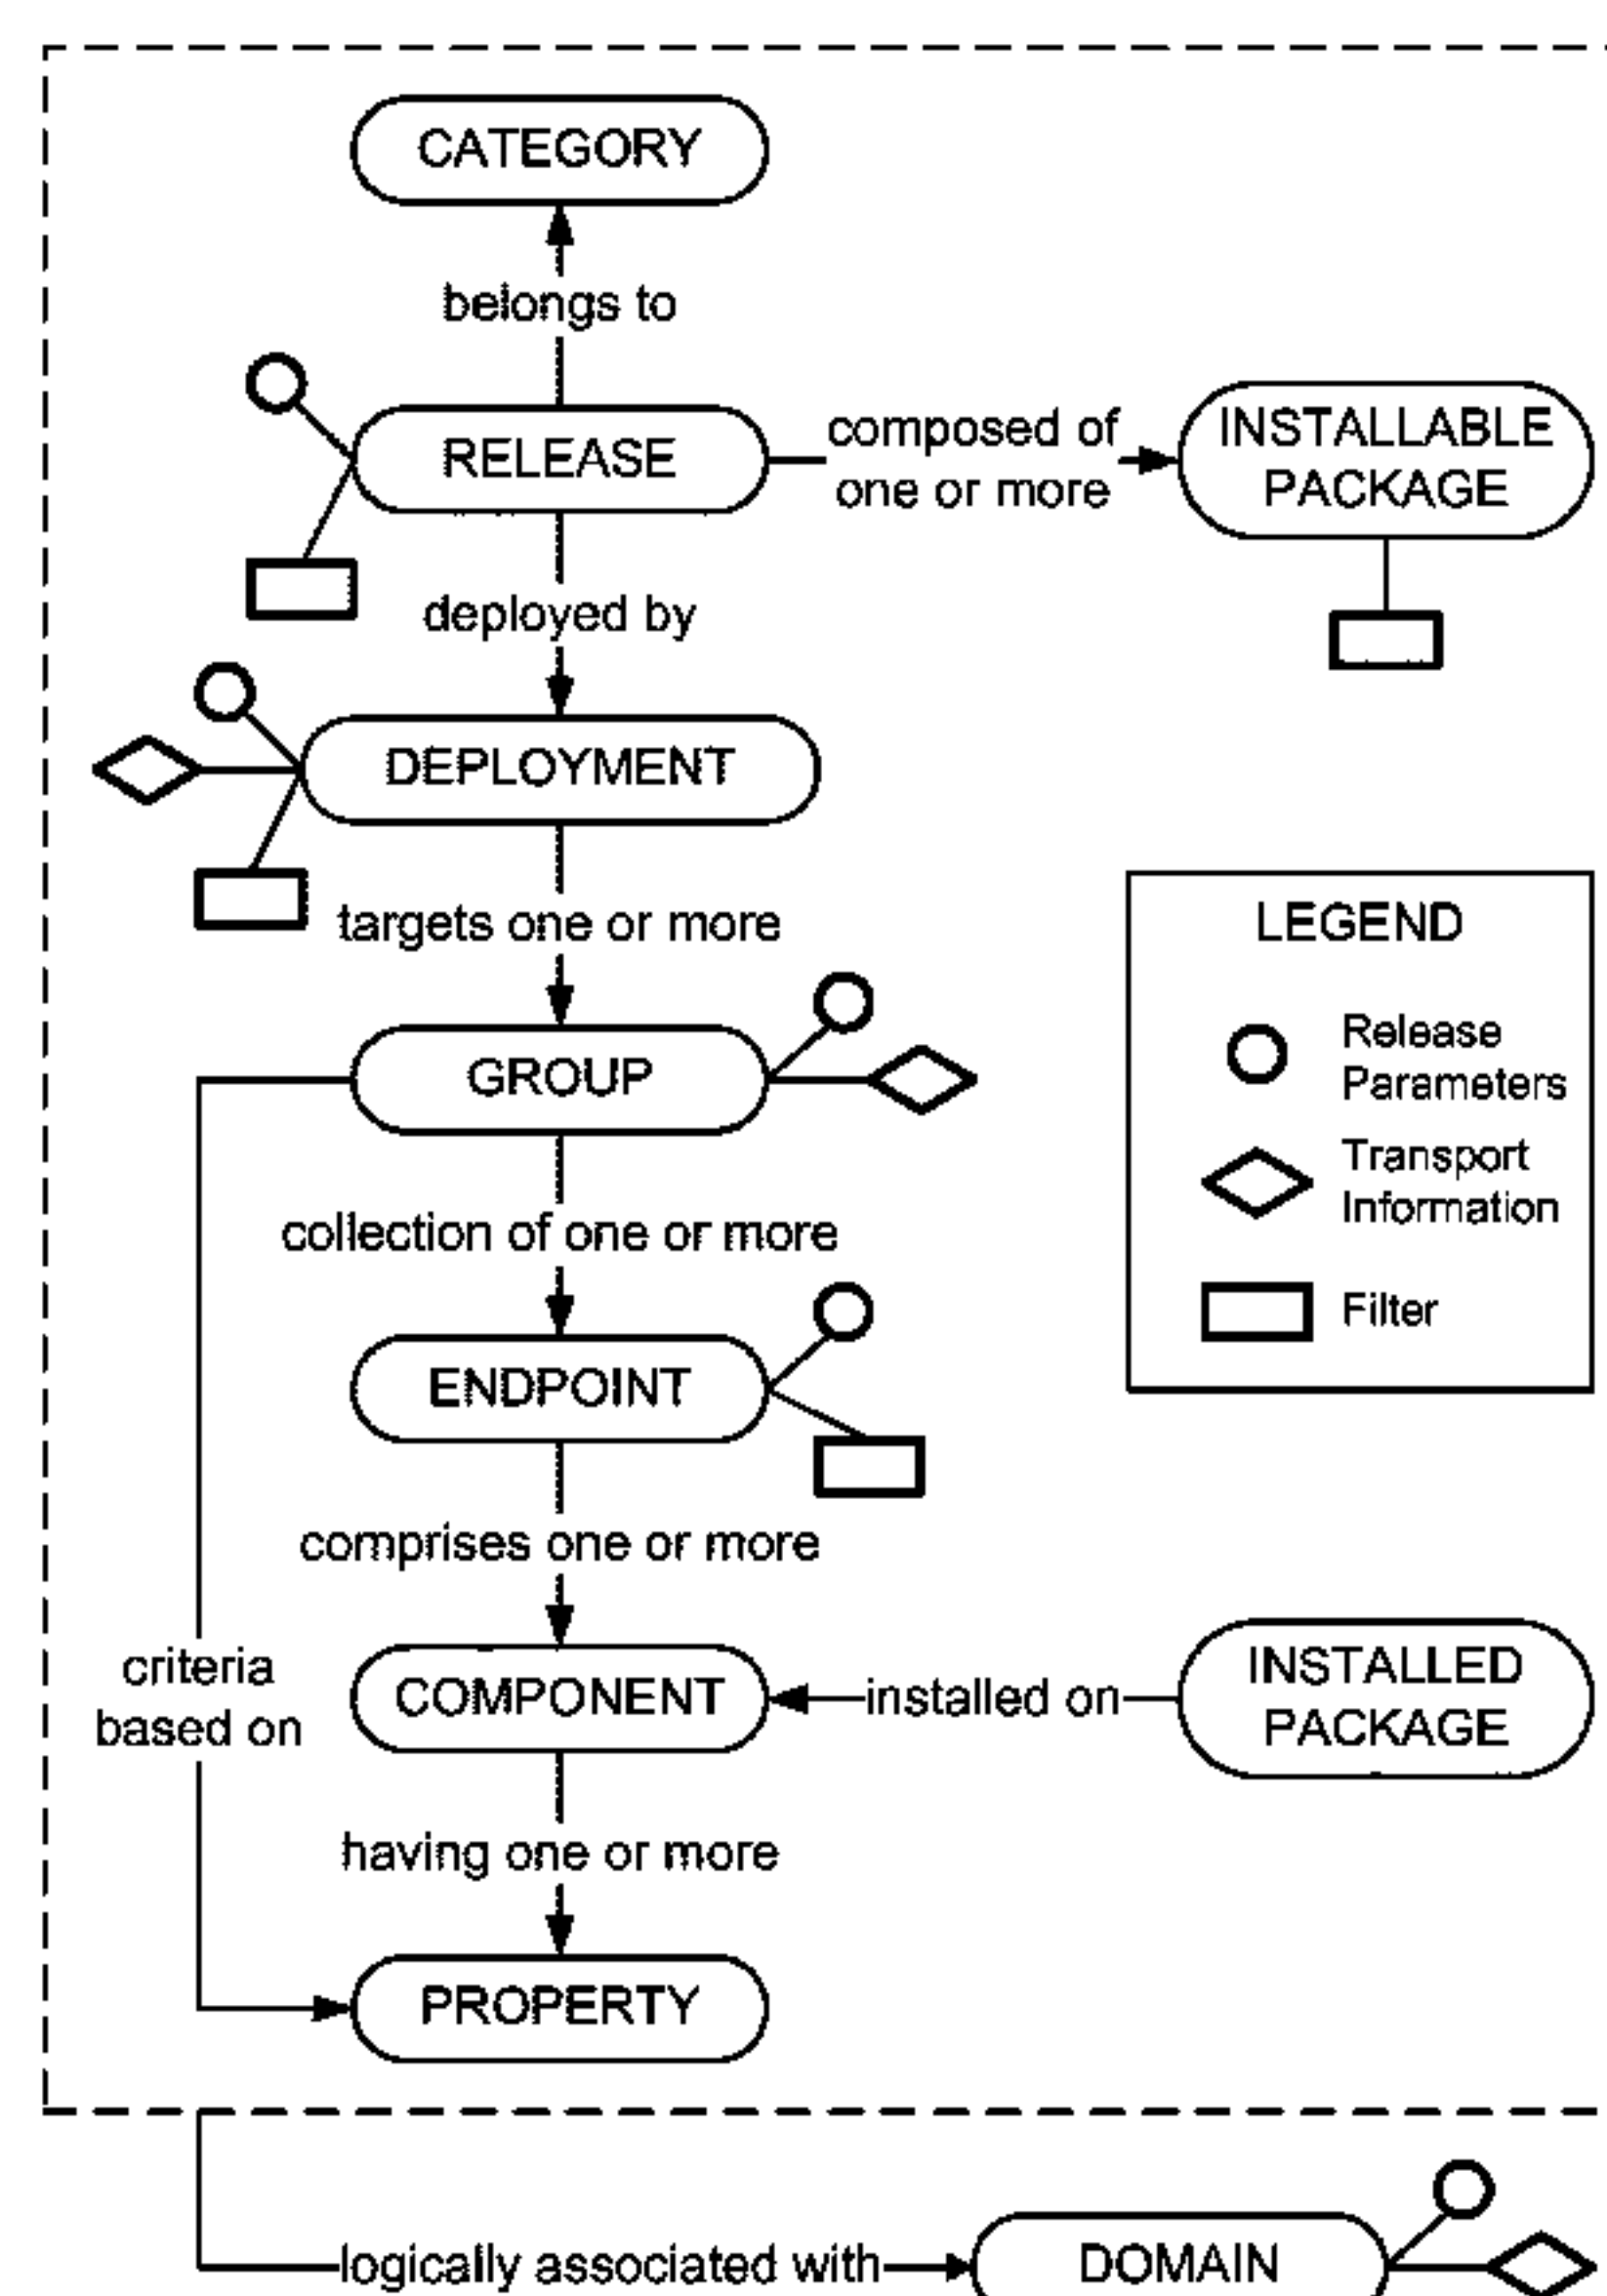 CATEGORY
belongs to
RELEASE
composed of
one or more
INSTALLABLE
PACKAGE
deployed by
DEPLOYMENT
targets one or more
GROUP
collection of one or more
ENDPOINT
comprises one or more
COMPONENT
installed on
INSTALLED
PACKAGE
criteria
based on
having one or more
PROPERTY
logically associated with
DOMAIN
LEGEND
Release
Parameters
Transport
Information
Filter